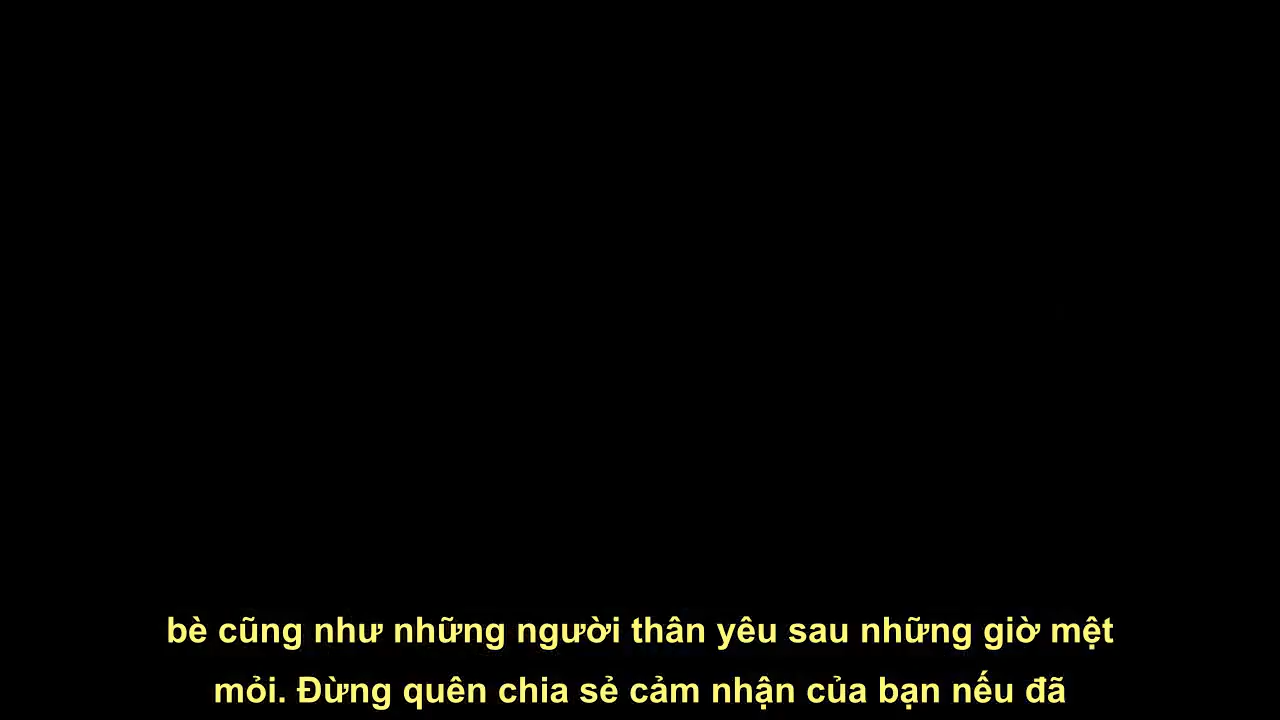 bè cũng như những người thân yêu sau những giờ mệt
mỏi. Đừng quên chia sẻ cảm nhận của bạn nếu đã